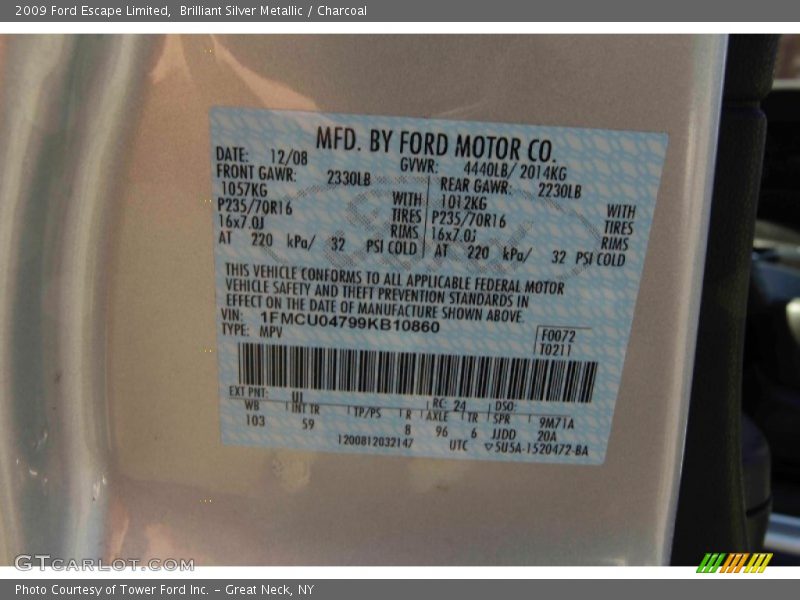 2009 Ford Escape Limited,  Brilliant Silver Metallic / Charcoal
MFD. BY FORD MOTOR CO.
DATE: 12/08 GVWR: 4440LB/ 2014KG
FRONT GAWR: 2330LB REAR GAWR: 2230LB
1057KG WITH 1012KG WITH
P235/70R16 TIRES P235/70R16 TIRES
16x7.0J RIMS 16x7.0J RIMS
AT 220 kPa/ 32 PSI COLD AT 220 kPa/ 32 PSI COLD
THIS VEHICLE CONFORMS TO ALL APPLICABLE FEDERAL MOTOR
VEHICLE SAFETY AND THEFT PREVENTION STANDARDS IN
EFFECT ON THE DATE OF MANUFACTURE SHOWN ABOVE.
VIN: 1FMCU04799KB10860
TYPE: MPV
F0072
T0211
EXT PNT: UI RC: 24 DSO:
WB INT TR TP/PS R AXLE TR SPR 9M71A
103 59 8 96 6 JJDD 20A
1200812032147 UTC ▽5U5A-1520472-BA
GTCARLOT.COM
Photo Courtesy of Tower Ford Inc. – Great Neck, NY